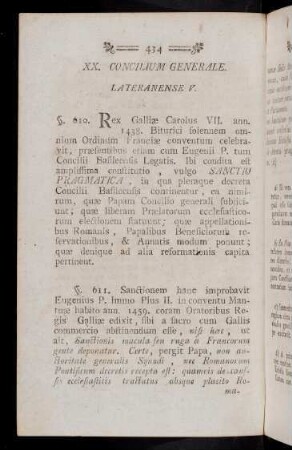 434
XX. CONCILIUM GENERALE.
LATERANENSE V.
§. 610. Rex Galliæ Carolus VII. ann.
1438. Biturici solemnem om-
nium Ordinum Franciæ conventum celebra-
vit, præsentibus etiam cum Eugenii P. tum
Concilii Basileensis Legatis. Ibi condita est
amplissima constitutio, vulgo SANCTIO
PRAGMATICA, in qua pleraque decreta
Concilii Basileensis continentur, ea nimi-
rum, quæ Papam Concilio generali subiici-
unt; quæ liberam Prælatorum ecclesiastico-
rum electionem statuunt; quæ appellationi-
bus Romanis, Papalibus Beneficiorum re-
servationibus, & Annatis modum ponunt;
quæ denique ad alia reformationis capita
pertinent.
§. 611. Sanctionem hanc improbavit
Eugenius P. immo Pius II. in conventu Man-
tuæ habito ann. 1459. coram Oratoribus Re-
gis Galliæ edixit, sibi a sacro cum Gallis
commercio abstinendum esse, nisi hæc, ut
ait, Sanctionis macula seu ruga a Francorum
gente deponatur. Certe, pergit Papa, non au-
ctoritate generalis Synodi, nec Romanorum
Pontificum decretis recepta est: quamvis de cau-
sis ecclesiasticis tractatus absque placito Ro-
ma-